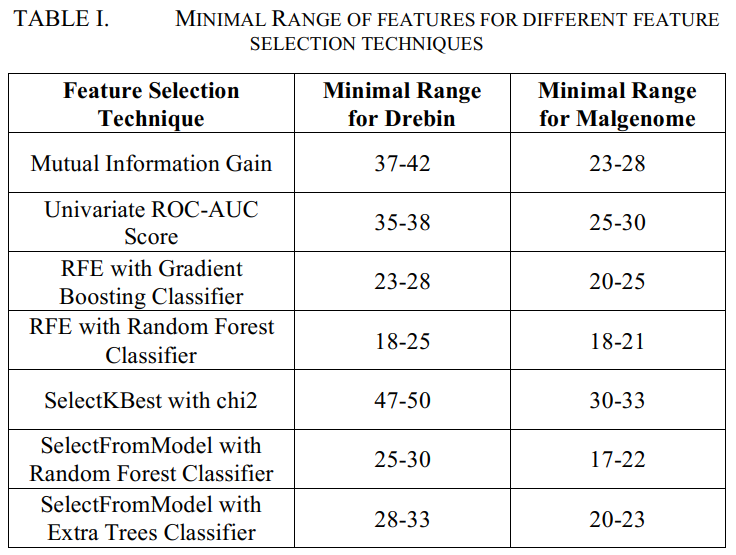 TABLE I. MINIMAL RANGE OF FEATURES FOR DIFFERENT FEATURE
SELECTION TECHNIQUES
Feature Selection
Technique
Minimal Range
for Drebin
Minimal Range
for Malgenome
Mutual Information Gain
37-42
23-28
Univariate ROC-AUC
Score
35-38
25-30
RFE with Gradient
Boosting Classifier
23-28
20-25
RFE with Random Forest
Classifier
18-25
18-21
SelectKBest with chi2
47-50
30-33
SelectFromModel with
Random Forest Classifier
25-30
17-22
SelectFromModel with
Extra Trees Classifier
28-33
20-23